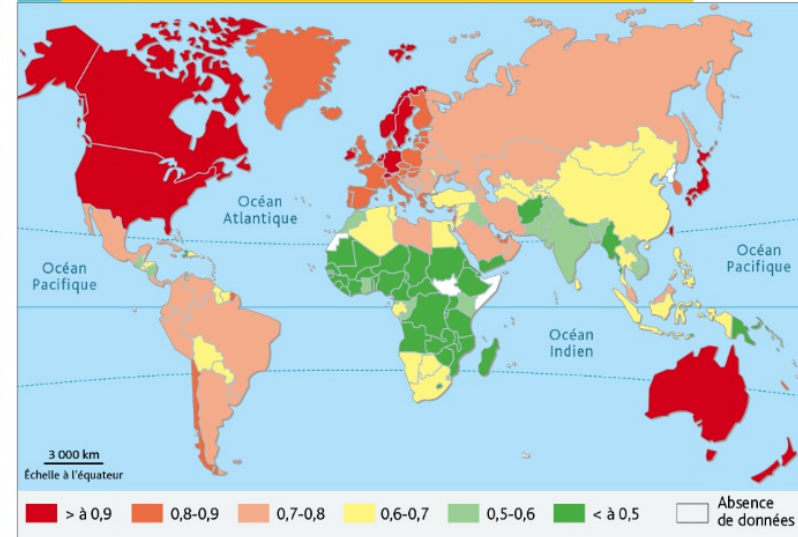 Océan
Atlantique
Océan
Pacifique
Océan
Pacifique
Océan
Indien
3 000 km
Échelle à l'équateur
> à 0,9
0,8-0,9
0,7-0,8
0,6-0,7
0,5-0,6
< à 0,5
Absence
de données